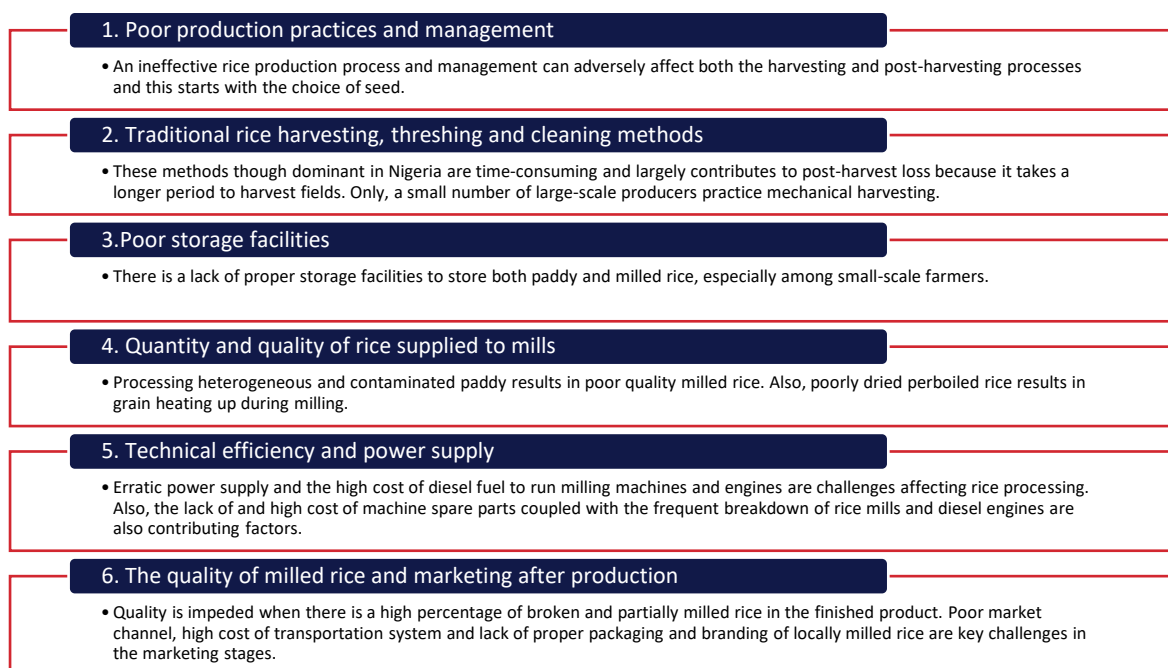 1. Poor production practices and management
• An ineffective rice production process and management can adversely affect both the harvesting and post-harvesting processes
and this starts with the choice of seed.
2. Traditional rice harvesting, threshing and cleaning methods
• These methods though dominant in Nigeria are time-consuming and largely contributes to post-harvest loss because it takes a
longer period to harvest fields. Only, a small number of large-scale producers practice mechanical harvesting.
3.Poor storage facilities
• There is a lack of proper storage facilities to store both paddy and milled rice, especially among small-scale farmers.
4. Quantity and quality of rice supplied to mills
• Processing heterogeneous and contaminated paddy results in poor quality milled rice. Also, poorly dried perboiled rice results in
grain heating up during milling.
5. Technical efficiency and power supply
• Erratic power supply and the high cost of diesel fuel to run milling machines and engines are challenges affecting rice processing.
Also, the lack of and high cost of machine spare parts coupled with the frequent breakdown of rice mills and diesel engines are
also contributing factors.
6. The quality of milled rice and marketing after production
• Quality is impeded when there is a high percentage of broken and partially milled rice in the finished product. Poor market
channel, high cost of transportation system and lack of proper packaging and branding of locally milled rice are key challenges in
the marketing stages.